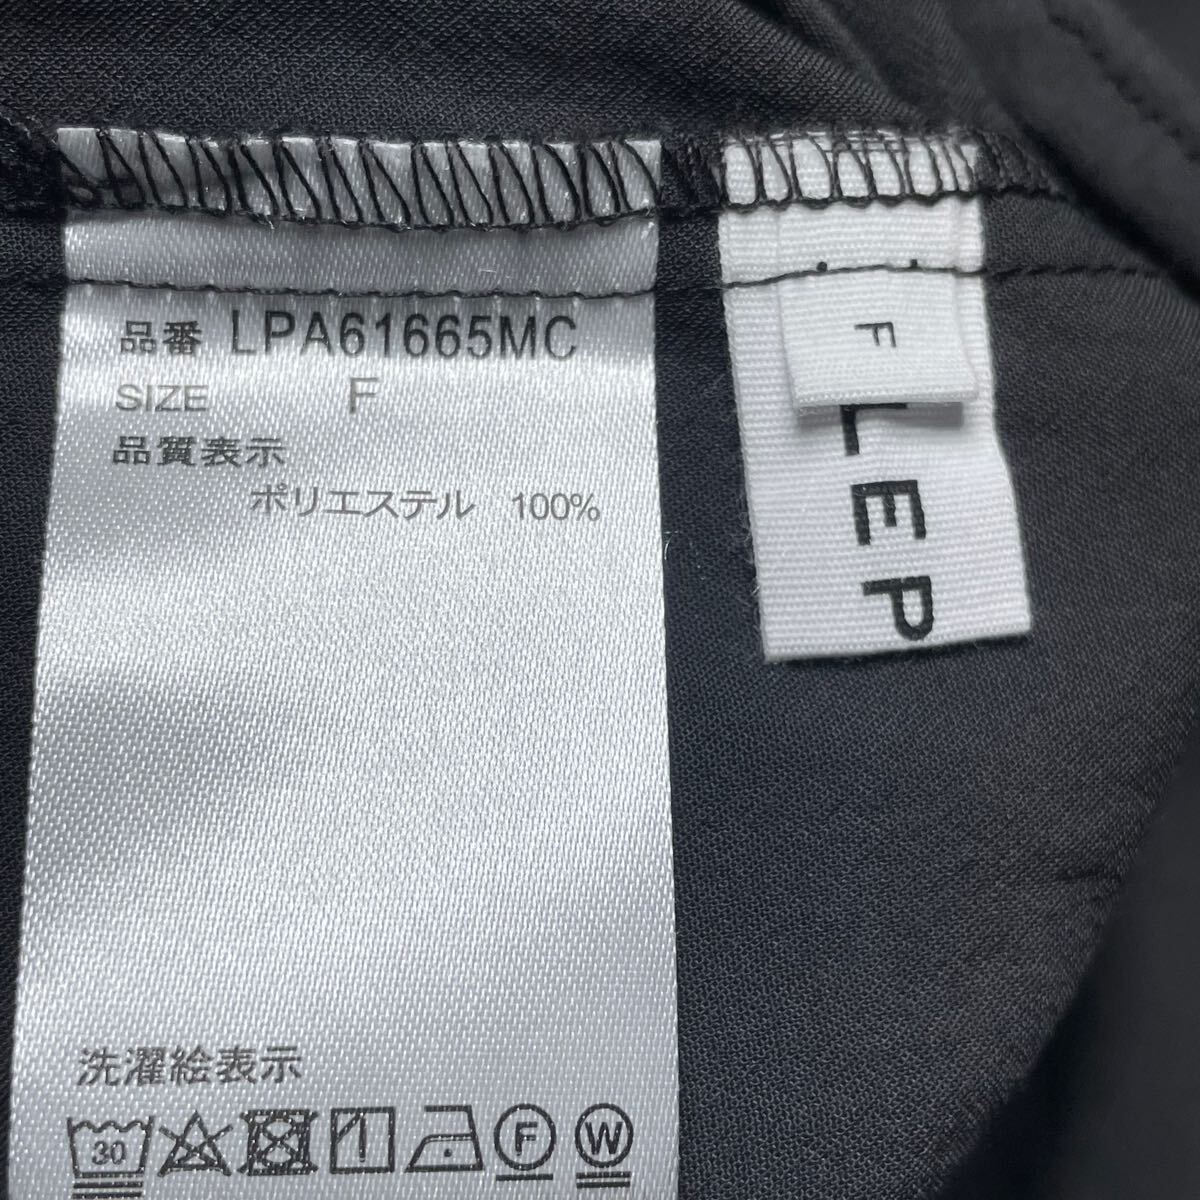 品番 LPA61665MC
SIZE F
品質表示
ポリエステル 100%
洗濯絵表示
30 F W
F
LEP